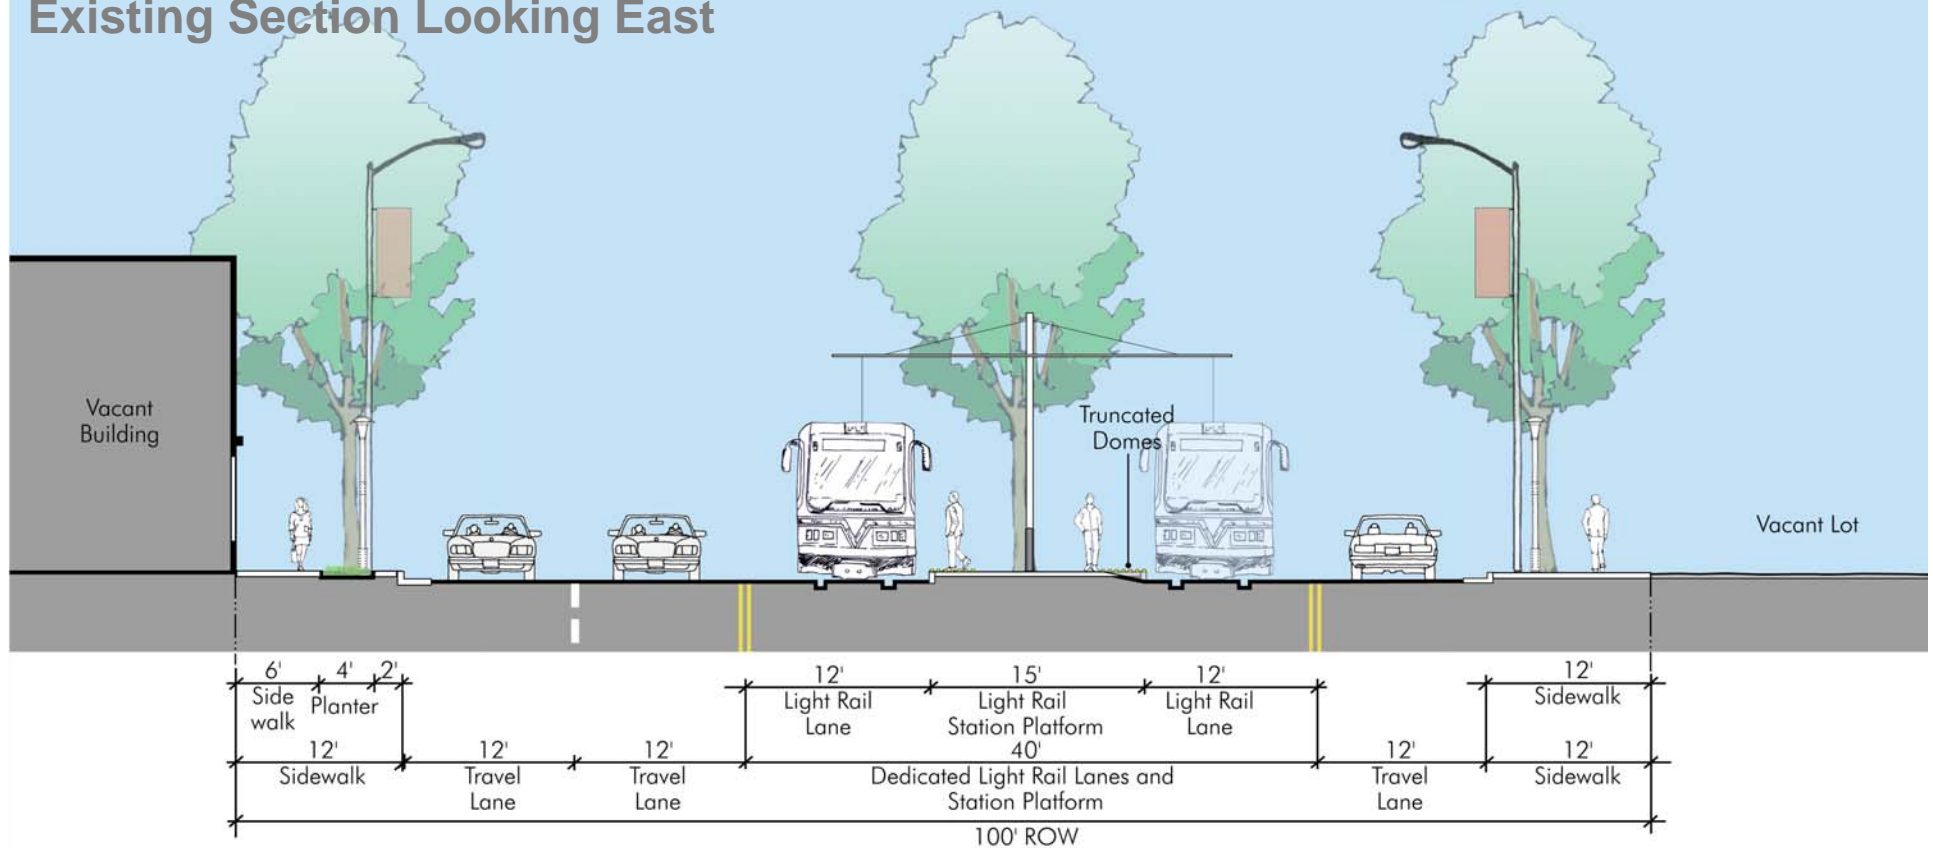 Existing Section Looking East
Vacant
Building
Truncated
Domes
Vacant Lot
6'
4'
2'
Side
walk
Planter
12'
Light Rail
Lane
15'
Light Rail
Station Platform
12'
Light Rail
Lane
12'
Sidewalk
12'
Sidewalk
12'
Travel
Lane
12'
Travel
Lane
40'
Dedicated Light Rail Lanes and
Station Platform
12'
Travel
Lane
12'
Sidewalk
100' ROW